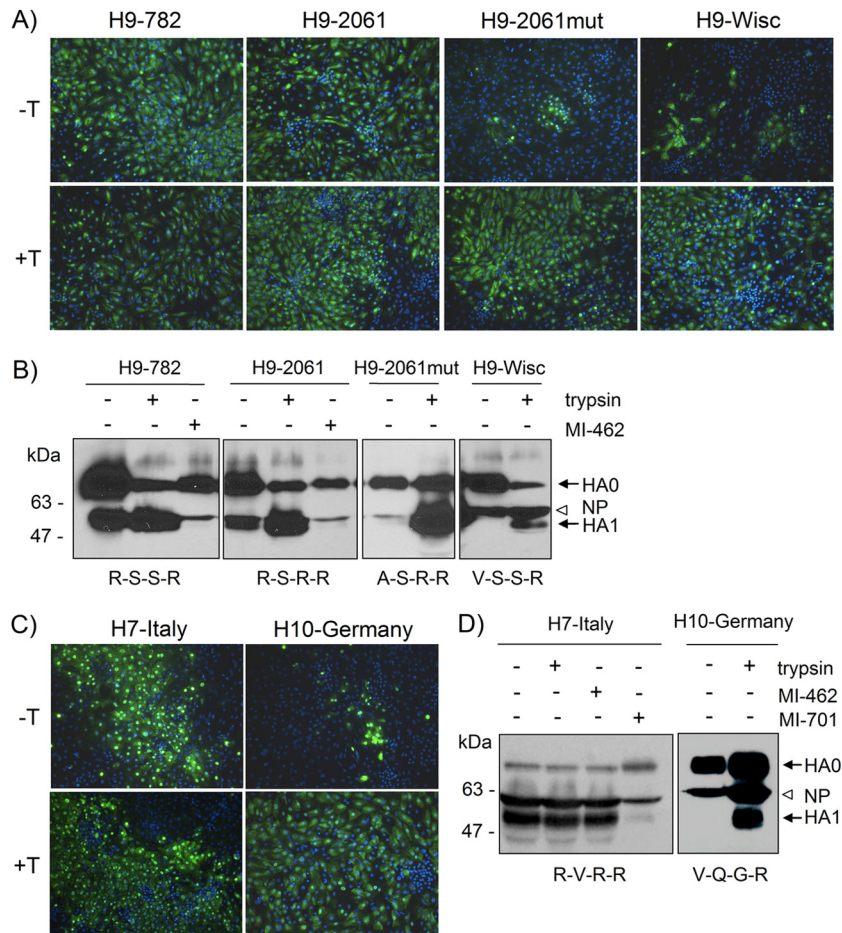 A)
H9-782 H9-2061 H9-2061mut H9-Wisc
-T
+T
B)
H9-782 H9-2061 H9-2061mut H9-Wisc
- + - - + - - + - + trypsin
- - + - - + - - - - MI-462
kDa
HA0
63 -
NP
HA1
47 -
R-S-S-R R-S-R-R A-S-R-R V-S-S-R
C)
H7-Italy H10-Germany
-T
+T
D)
H7-Italy H10-Germany
- + - - - + trypsin
- - + - - - MI-462
- - - + - - MI-701
kDa
HA0
63 -
NP
HA1
47 -
R-V-R-R V-Q-G-R